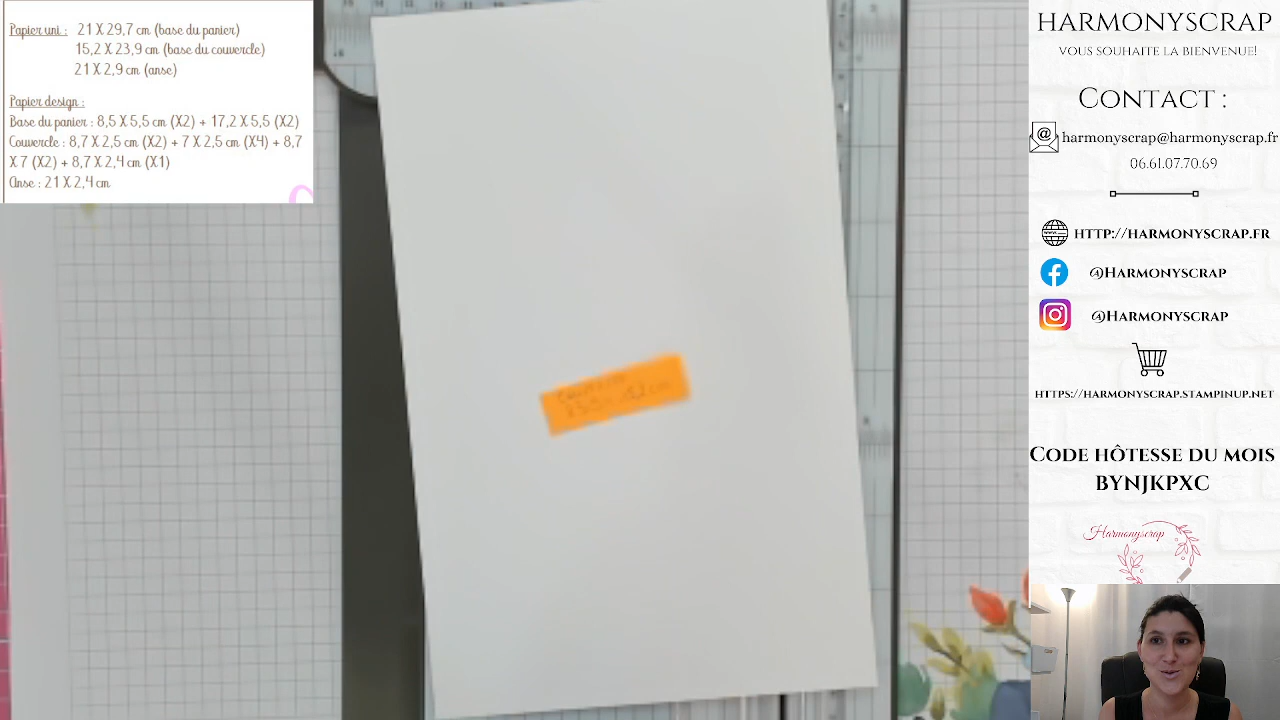 Papier uni : 21 X 29,7 cm (base du panier)
15,2 X 23,9 cm (base du couvercle)
21 X 2,9 cm (anse)
Papier design :
Base du panier : 8,5 X 5,5 cm (X2) + 17,2 X 5,5 (X2)
Couvercle : 8,7 X 2,5 cm (X2) + 7 X 2,5 cm (X4) + 8,7
X 7 (X2) + 8,7 X 2,4 cm (X1)
Anse : 21 X 2,4 cm
HARMONYSCRAP
VOUS SOUHAITE LA BIENVENUE!
CONTACT :
harmonyscrap@harmonyscrap.fr
06.61.07.70.69
HTTP://HARMONYSCRAP.FR
@HARMONYSCRAP
@HARMONYSCRAP
HTTPS://HARMONYSCRAP.STAMPINUP.NET
CODE HÔTESSE DU MOIS
BYNJKPXC
Harmonyscrap